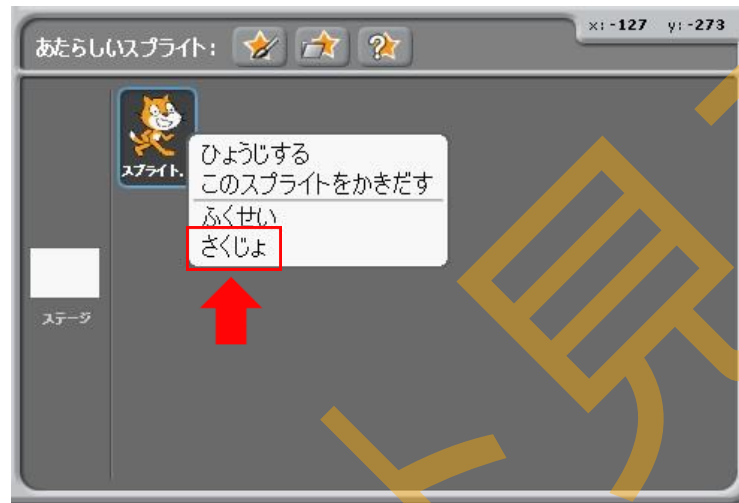 あたらしいスプライト:
x: -127 y: -273
スプライト.
ひょうじする
このスプライトをかきだす
ふくせい
さくじょ
ステージ